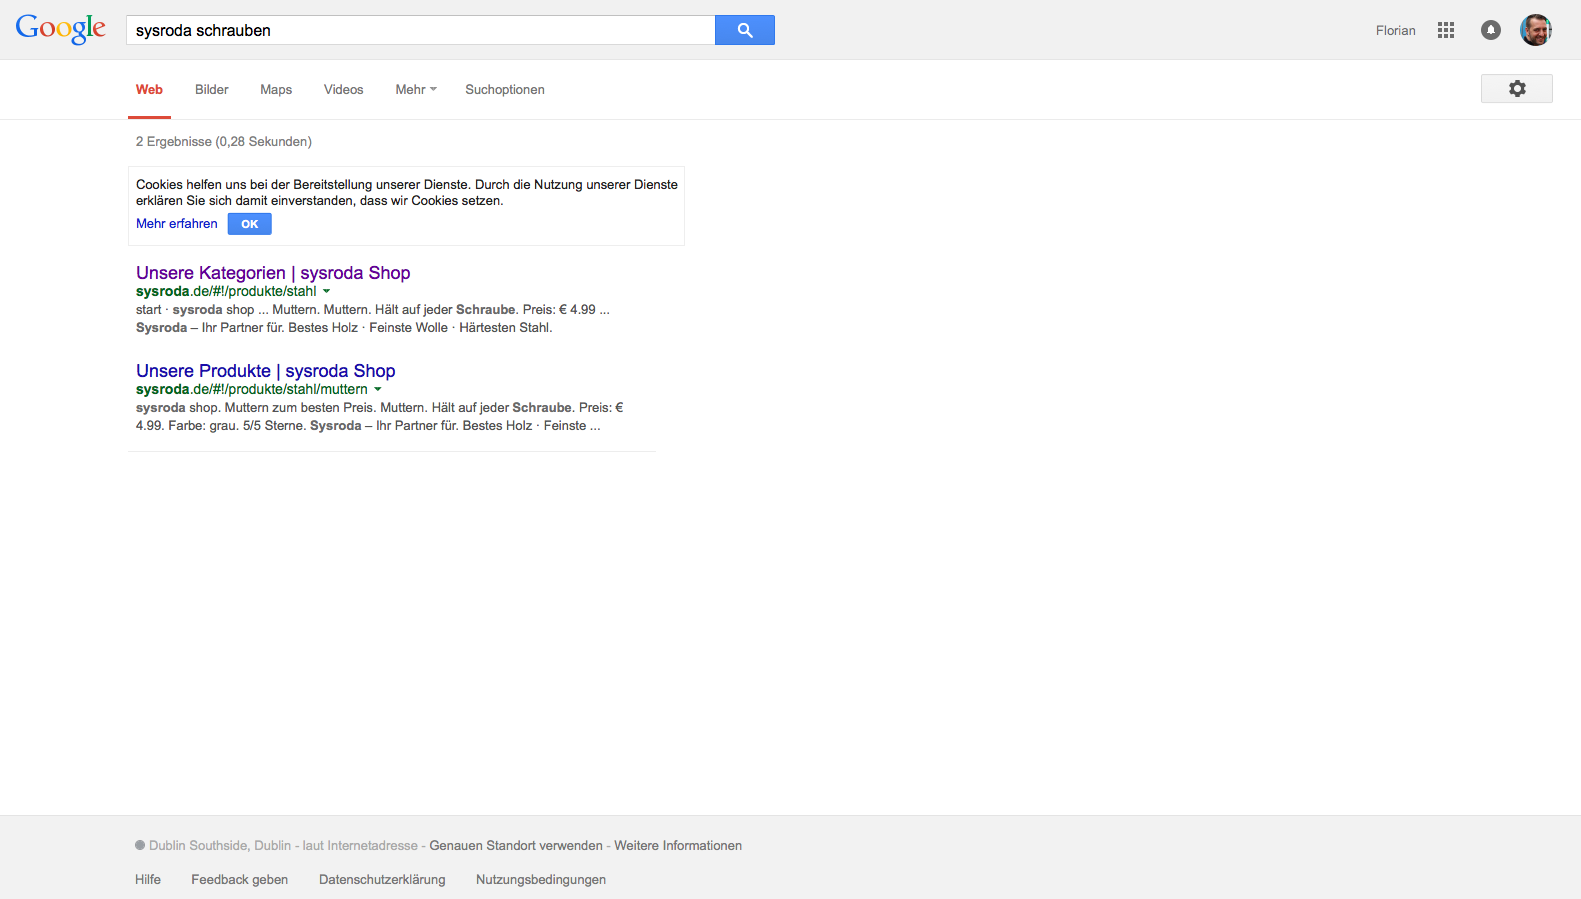 Google
sysroda schrauben
Florian
Web Bilder Maps Videos Mehr Suchoptionen
2 Ergebnisse (0,28 Sekunden)
Cookies helfen uns bei der Bereitstellung unserer Dienste. Durch die Nutzung unserer Dienste
erklären Sie sich damit einverstanden, dass wir Cookies setzen.
Mehr erfahren OK
Unsere Kategorien | sysroda Shop
sysroda.de/#!/produkte/stahl
start · sysroda shop ... Muttern. Muttern. Hält auf jeder Schraube. Preis: € 4.99 ...
Sysroda – Ihr Partner für. Bestes Holz · Feinste Wolle · Härtesten Stahl.
Unsere Produkte | sysroda Shop
sysroda.de/#!/produkte/stahl/muttern
sysroda shop. Muttern zum besten Preis. Muttern. Hält auf jeder Schraube. Preis: €
4.99. Farbe: grau. 5/5 Sterne. Sysroda – Ihr Partner für. Bestes Holz · Feinste ...
Dublin Southside, Dublin - laut Internetadresse - Genauen Standort verwenden - Weitere Informationen
Hilfe Feedback geben Datenschutzerklärung Nutzungsbedingungen